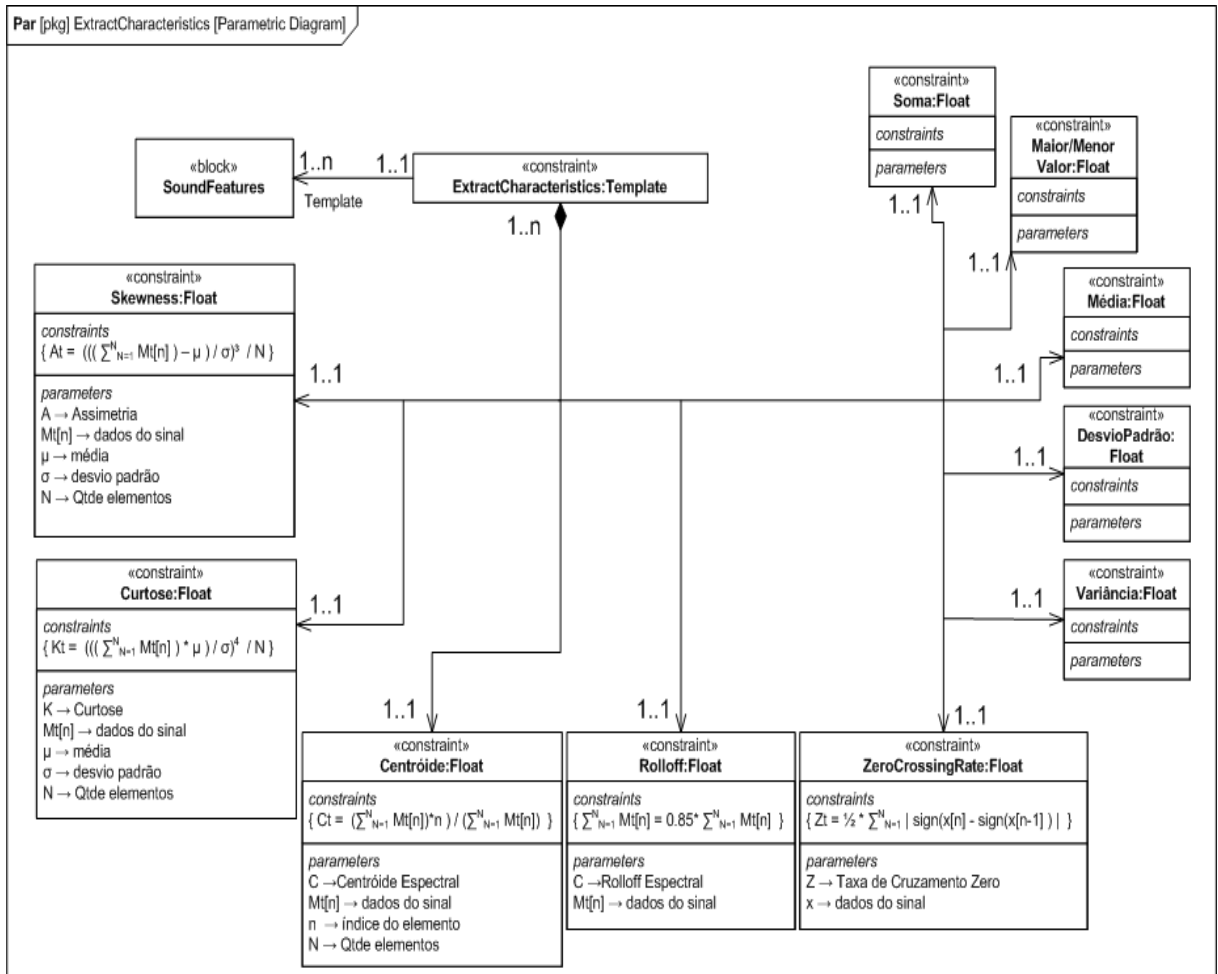 Par [pkg] ExtractCharacteristics [Parametric Diagram]
«constraint»
Soma:Float
constraints
parameters
1..1
«constraint»
Maior/Menor
Valor:Float
constraints
parameters
1..1
«block»
SoundFeatures
1..n
1..1
Template
«constraint»
ExtractCharacteristics:Template
1..n
«constraint»
Skewness:Float
constraints
{ At = ((( ∑ᴺ_N=1 Mt[n] ) – μ ) / σ)³ / N }
parameters
A → Assimetria
Mt[n] → dados do sinal
μ → média
σ → desvio padrão
N → Qtde elementos
1..1
«constraint»
Média:Float
constraints
parameters
1..1
«constraint»
DesvioPadrão:
Float
constraints
parameters
1..1
«constraint»
Curtose:Float
constraints
{ Kt = ((( ∑ᴺ_N=1 Mt[n] ) * μ ) / σ)⁴ / N }
parameters
K → Curtose
Mt[n] → dados do sinal
μ → média
σ → desvio padrão
N → Qtde elementos
1..1
«constraint»
Variância:Float
constraints
parameters
1..1
1..1
«constraint»
Centróide:Float
constraints
{ Ct = (∑ᴺ_N=1 Mt[n])*n ) / (∑ᴺ_N=1 Mt[n]) }
parameters
C →Centróide Espectral
Mt[n] → dados do sinal
n → índice do elemento
N → Qtde elementos
1..1
«constraint»
Rolloff:Float
constraints
{ ∑ᴺ_N=1 Mt[n] = 0.85* ∑ᴺ_N=1 Mt[n] }
parameters
C →Rolloff Espectral
Mt[n] → dados do sinal
1..1
«constraint»
ZeroCrossingRate:Float
constraints
{ Zt = ½ * ∑ᴺ_N=1 | sign(x[n] - sign(x[n-1] ) | }
parameters
Z → Taxa de Cruzamento Zero
x → dados do sinal